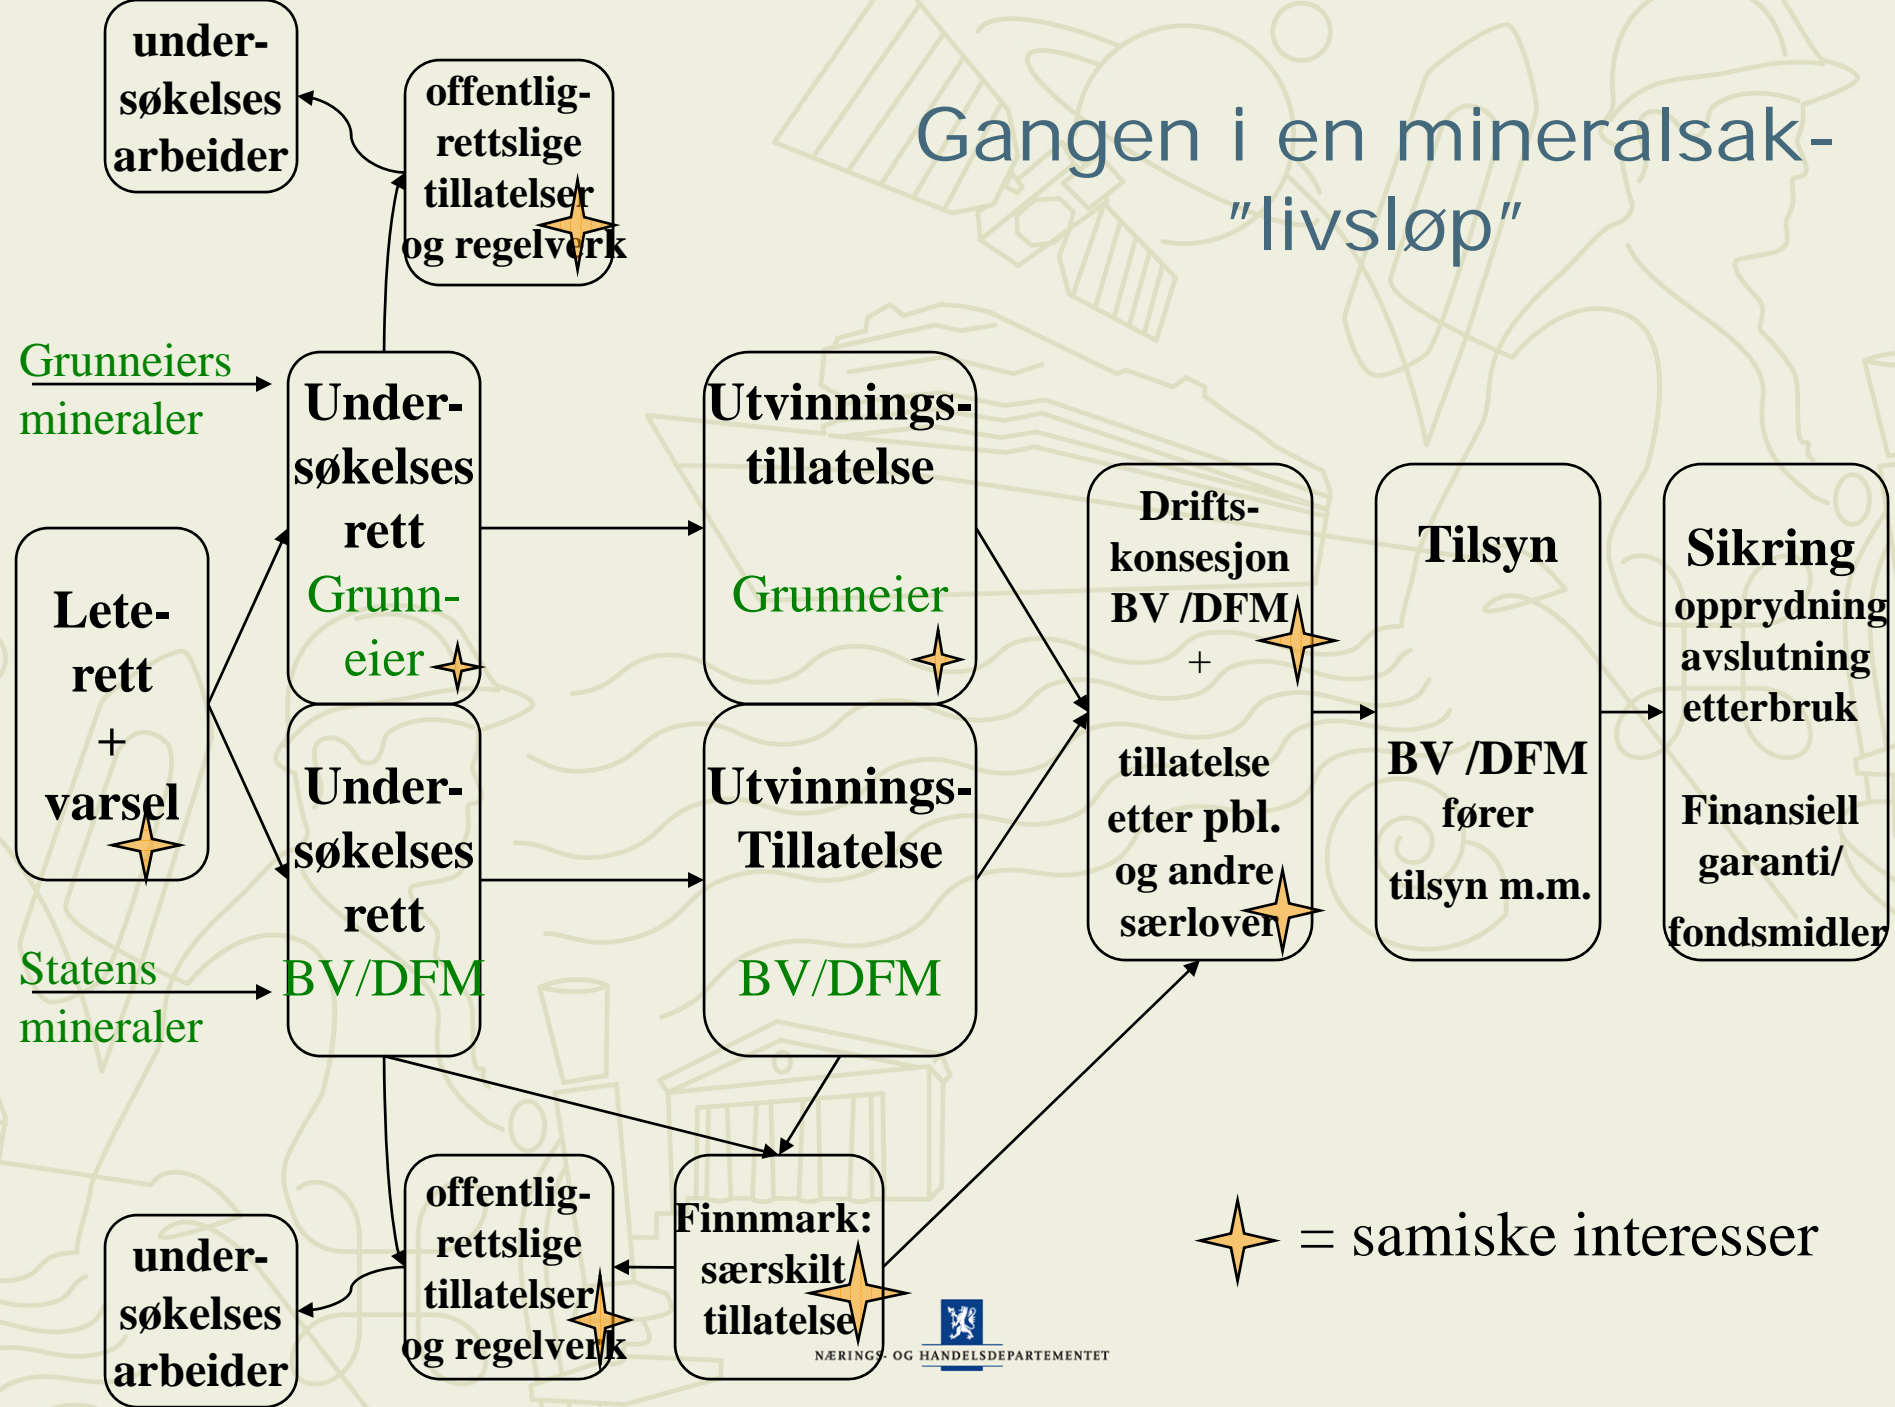 Gangen i en mineralsak-
"livsløp"
under-
søkelses
arbeider
offentlig-
rettslige
tillatelser
og regelverk
Grunneiers
mineraler
Under-
søkelses
rett
Grunn-
eier
Utvinnings-
tillatelse
Grunneier
Lete-
rett
+
varsel
Under-
søkelses
rett
BV/DFM
Utvinnings-
Tillatelse
BV/DFM
Statens
mineraler
Drifts-
konsesjon
BV /DFM
+
tillatelse
etter pbl.
og andre
særlover
Tilsyn
BV /DFM
fører
tilsyn m.m.
Sikring
opprydning
avslutning
etterbruk
Finansiell
garanti/
fondsmidler
under-
søkelses
arbeider
offentlig-
rettslige
tillatelser
og regelverk
Finnmark:
særskilt
tillatelse
= samiske interesser
NÆRINGS- OG HANDELSDEPARTEMENTET